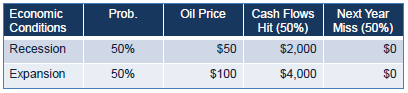 Economic Conditions Prob. Oil Price Cash Flows Hit (50%) Next Year Miss (50%)
Recession 50% $50 $2,000 $0
Expansion 50% $100 $4,000 $0